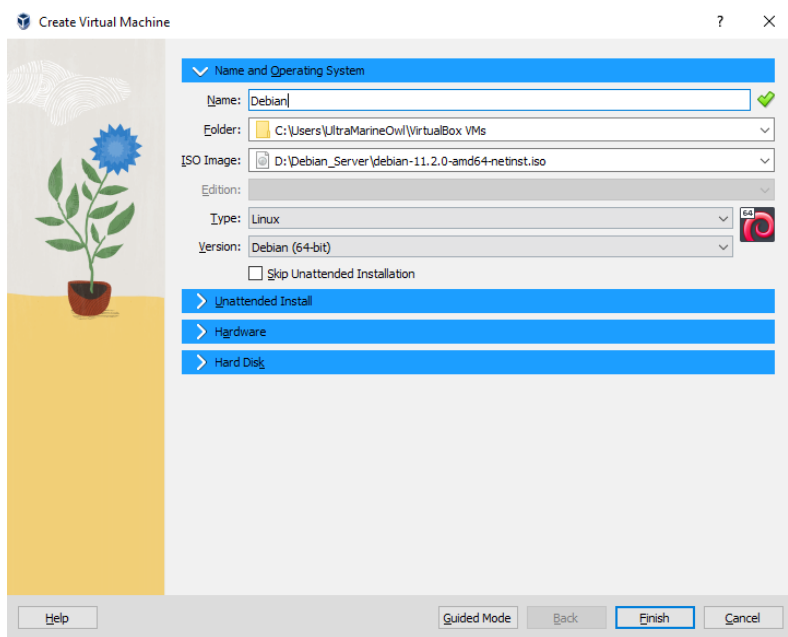 Create Virtual Machine ?
Name and Operating System
Name: Debian
Folder: C:\Users\UltraMarineOwl\VirtualBox VMs
ISO Image: D:\Debian_Server\debian-11.2.0-amd64-netinst.iso
Edition:
Type: Linux
64
Version: Debian (64-bit)
Skip Unattended Installation
Unattended Install
Hardware
Hard Disk
Help Guided Mode Back Finish Cancel